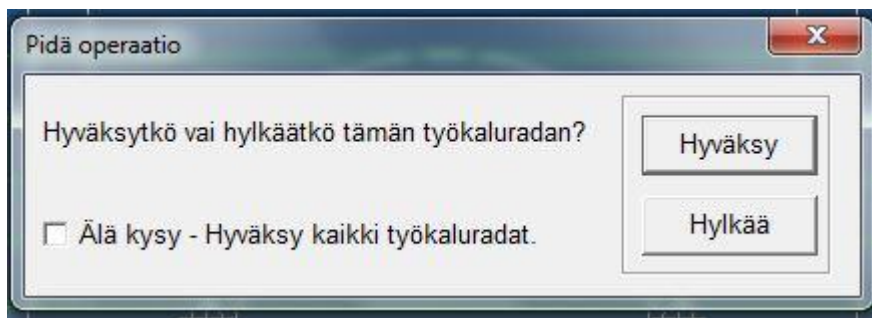 Pidä operaatio
Hyväksytkö vai hylkäätkö tämän työkaluradan?
Hyväksy
Hylkää
Älä kysy - Hyväksy kaikki työkaluradat.